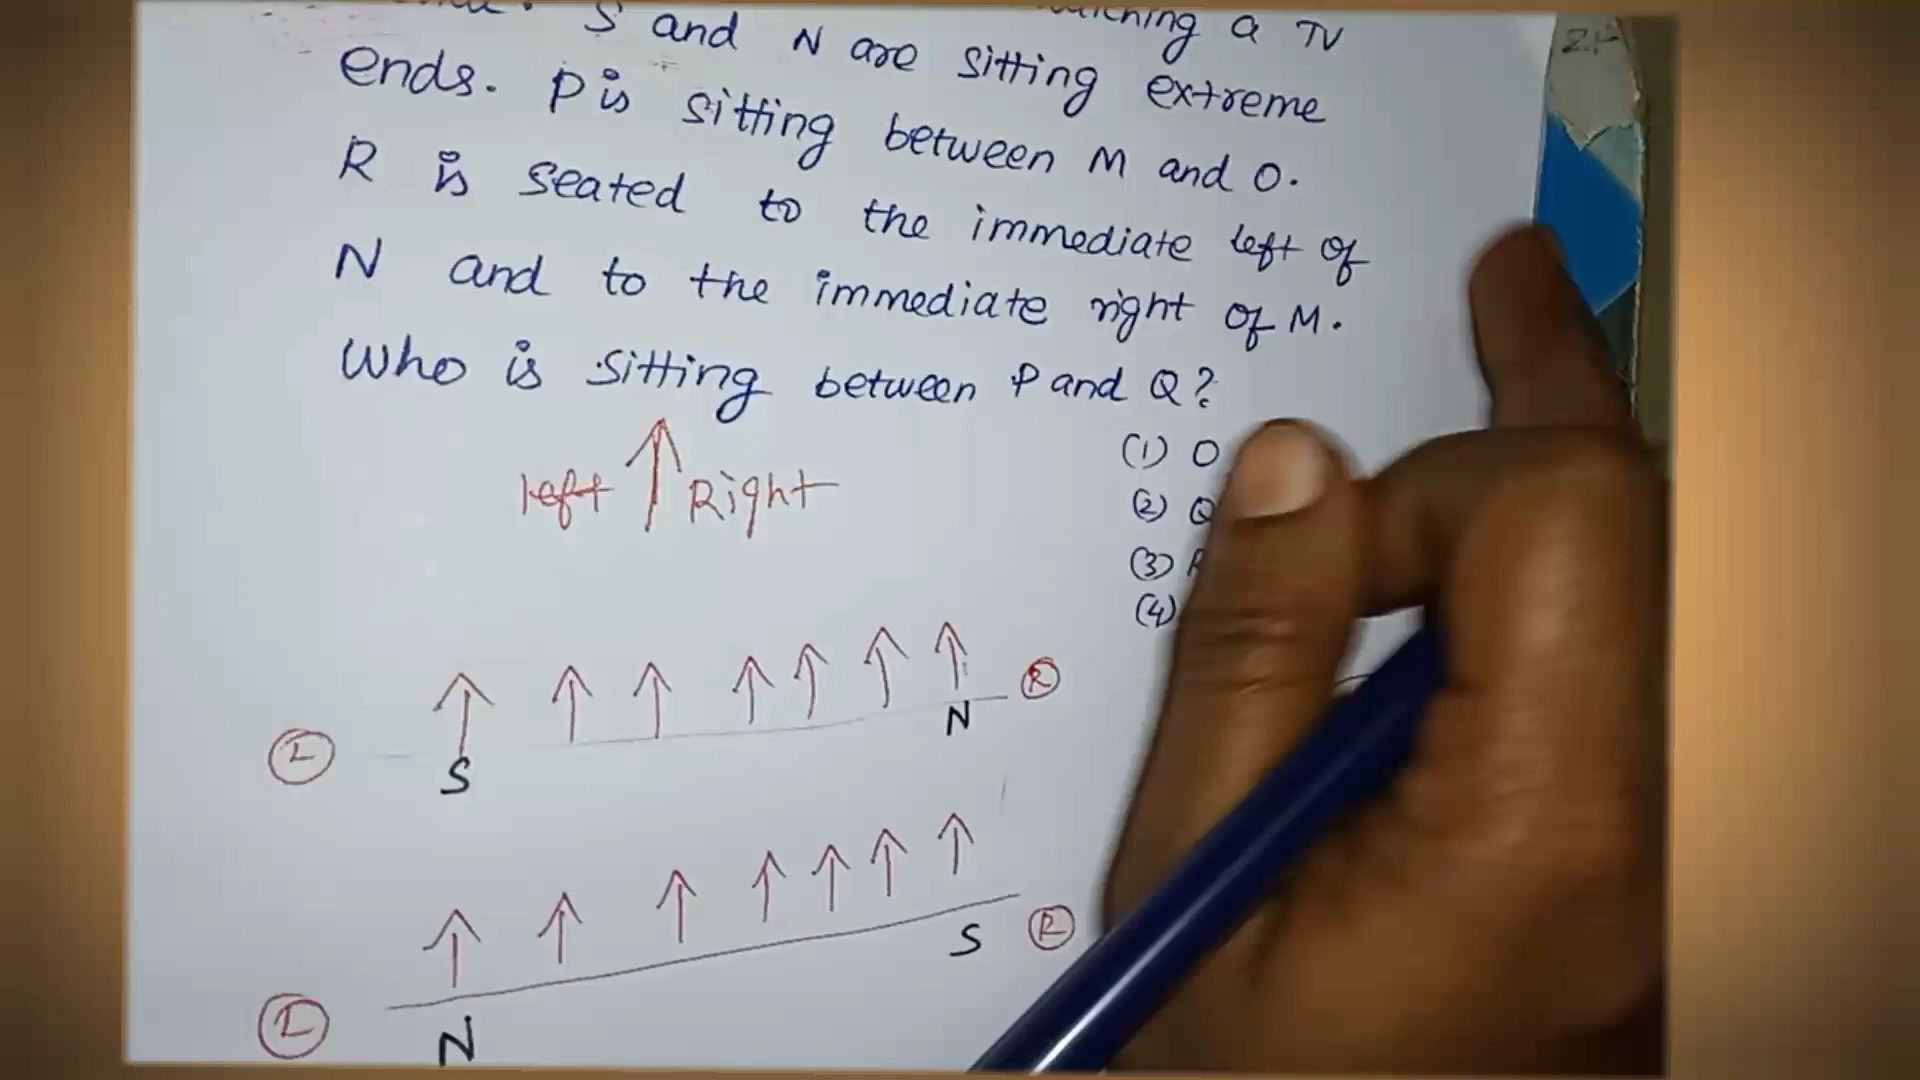 a TV
S and N are sitting extreme
ends. P is sitting between M and O.
R is seated to the immediate left of
N and to the immediate right of M.
Who is sitting between P and Q?
(1) O
(2) Q
(3)
(4)
left Right
L S N R
L N S R